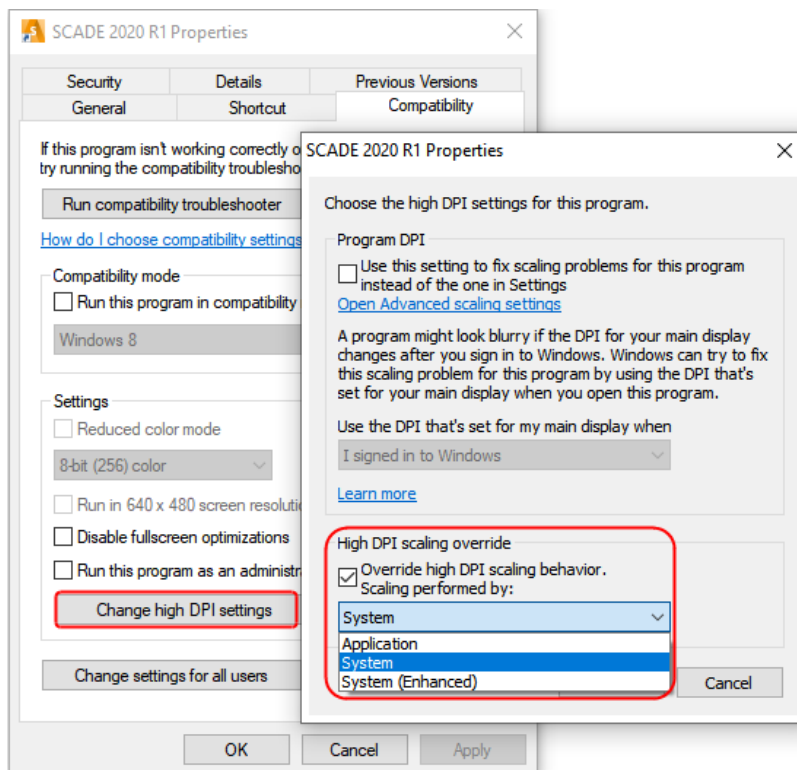 SCADE 2020 R1 Properties
Security Details Previous Versions
General Shortcut Compatibility
If this program isn't working correctly o
try running the compatibility troublesho
Run compatibility troubleshooter
How do I choose compatibility settings
Compatibility mode
Run this program in compatibility
Windows 8
Settings
Reduced color mode
8-bit (256) color
Run in 640 x 480 screen resoluti
Disable fullscreen optimizations
Run this program as an administr
Change high DPI settings
Change settings for all users
OK Cancel Apply
SCADE 2020 R1 Properties
Choose the high DPI settings for this program.
Program DPI
Use this setting to fix scaling problems for this program
instead of the one in Settings
Open Advanced scaling settings
A program might look blurry if the DPI for your main display
changes after you sign in to Windows. Windows can try to fix
this scaling problem for this program by using the DPI that's
set for your main display when you open this program.
Use the DPI that's set for my main display when
I signed in to Windows
Learn more
High DPI scaling override
Override high DPI scaling behavior.
Scaling performed by:
System
Application
System
System (Enhanced)
Cancel